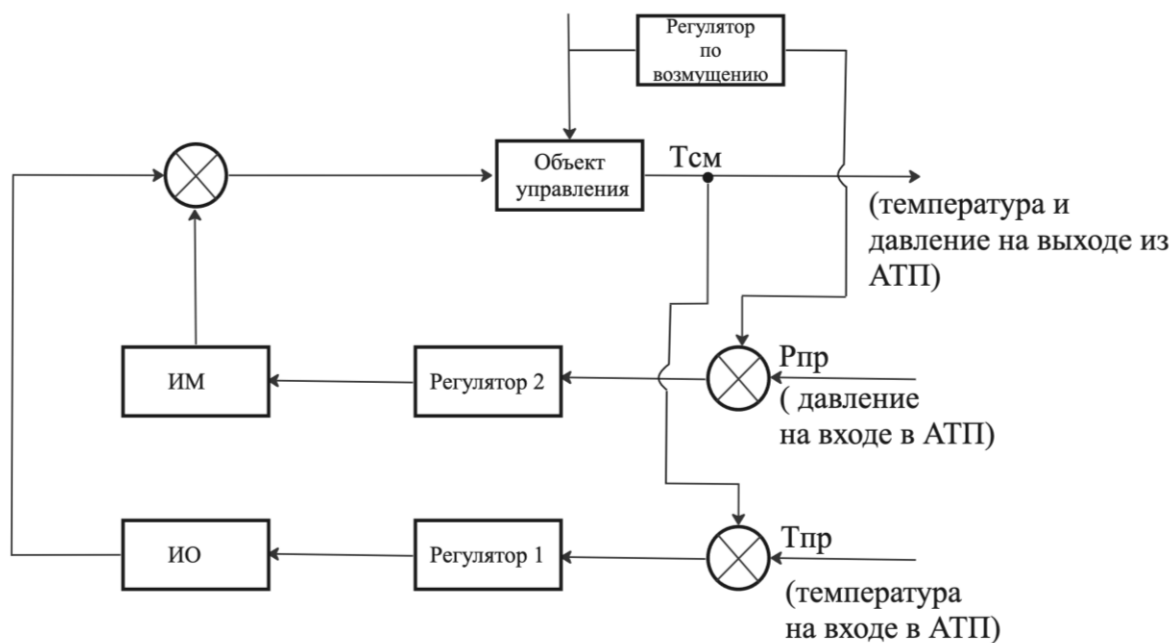 Регулятор
по
возмущению
Объект
управления
Тсм
(температура и
давление на выходе из
АТП)
ИМ
Регулятор 2
Рпр
( давление
на входе в АТП)
ИО
Регулятор 1
Тпр
(температура
на входе в АТП)